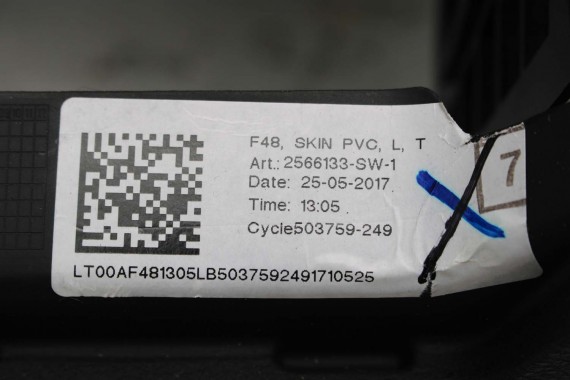 F48, SKIN PVC, L, T
Art.: 2566133-SW-1
Date: 25-05-2017
Time: 13:05
Cycle503759-249
7
LT00AF481305LB5037592491710525